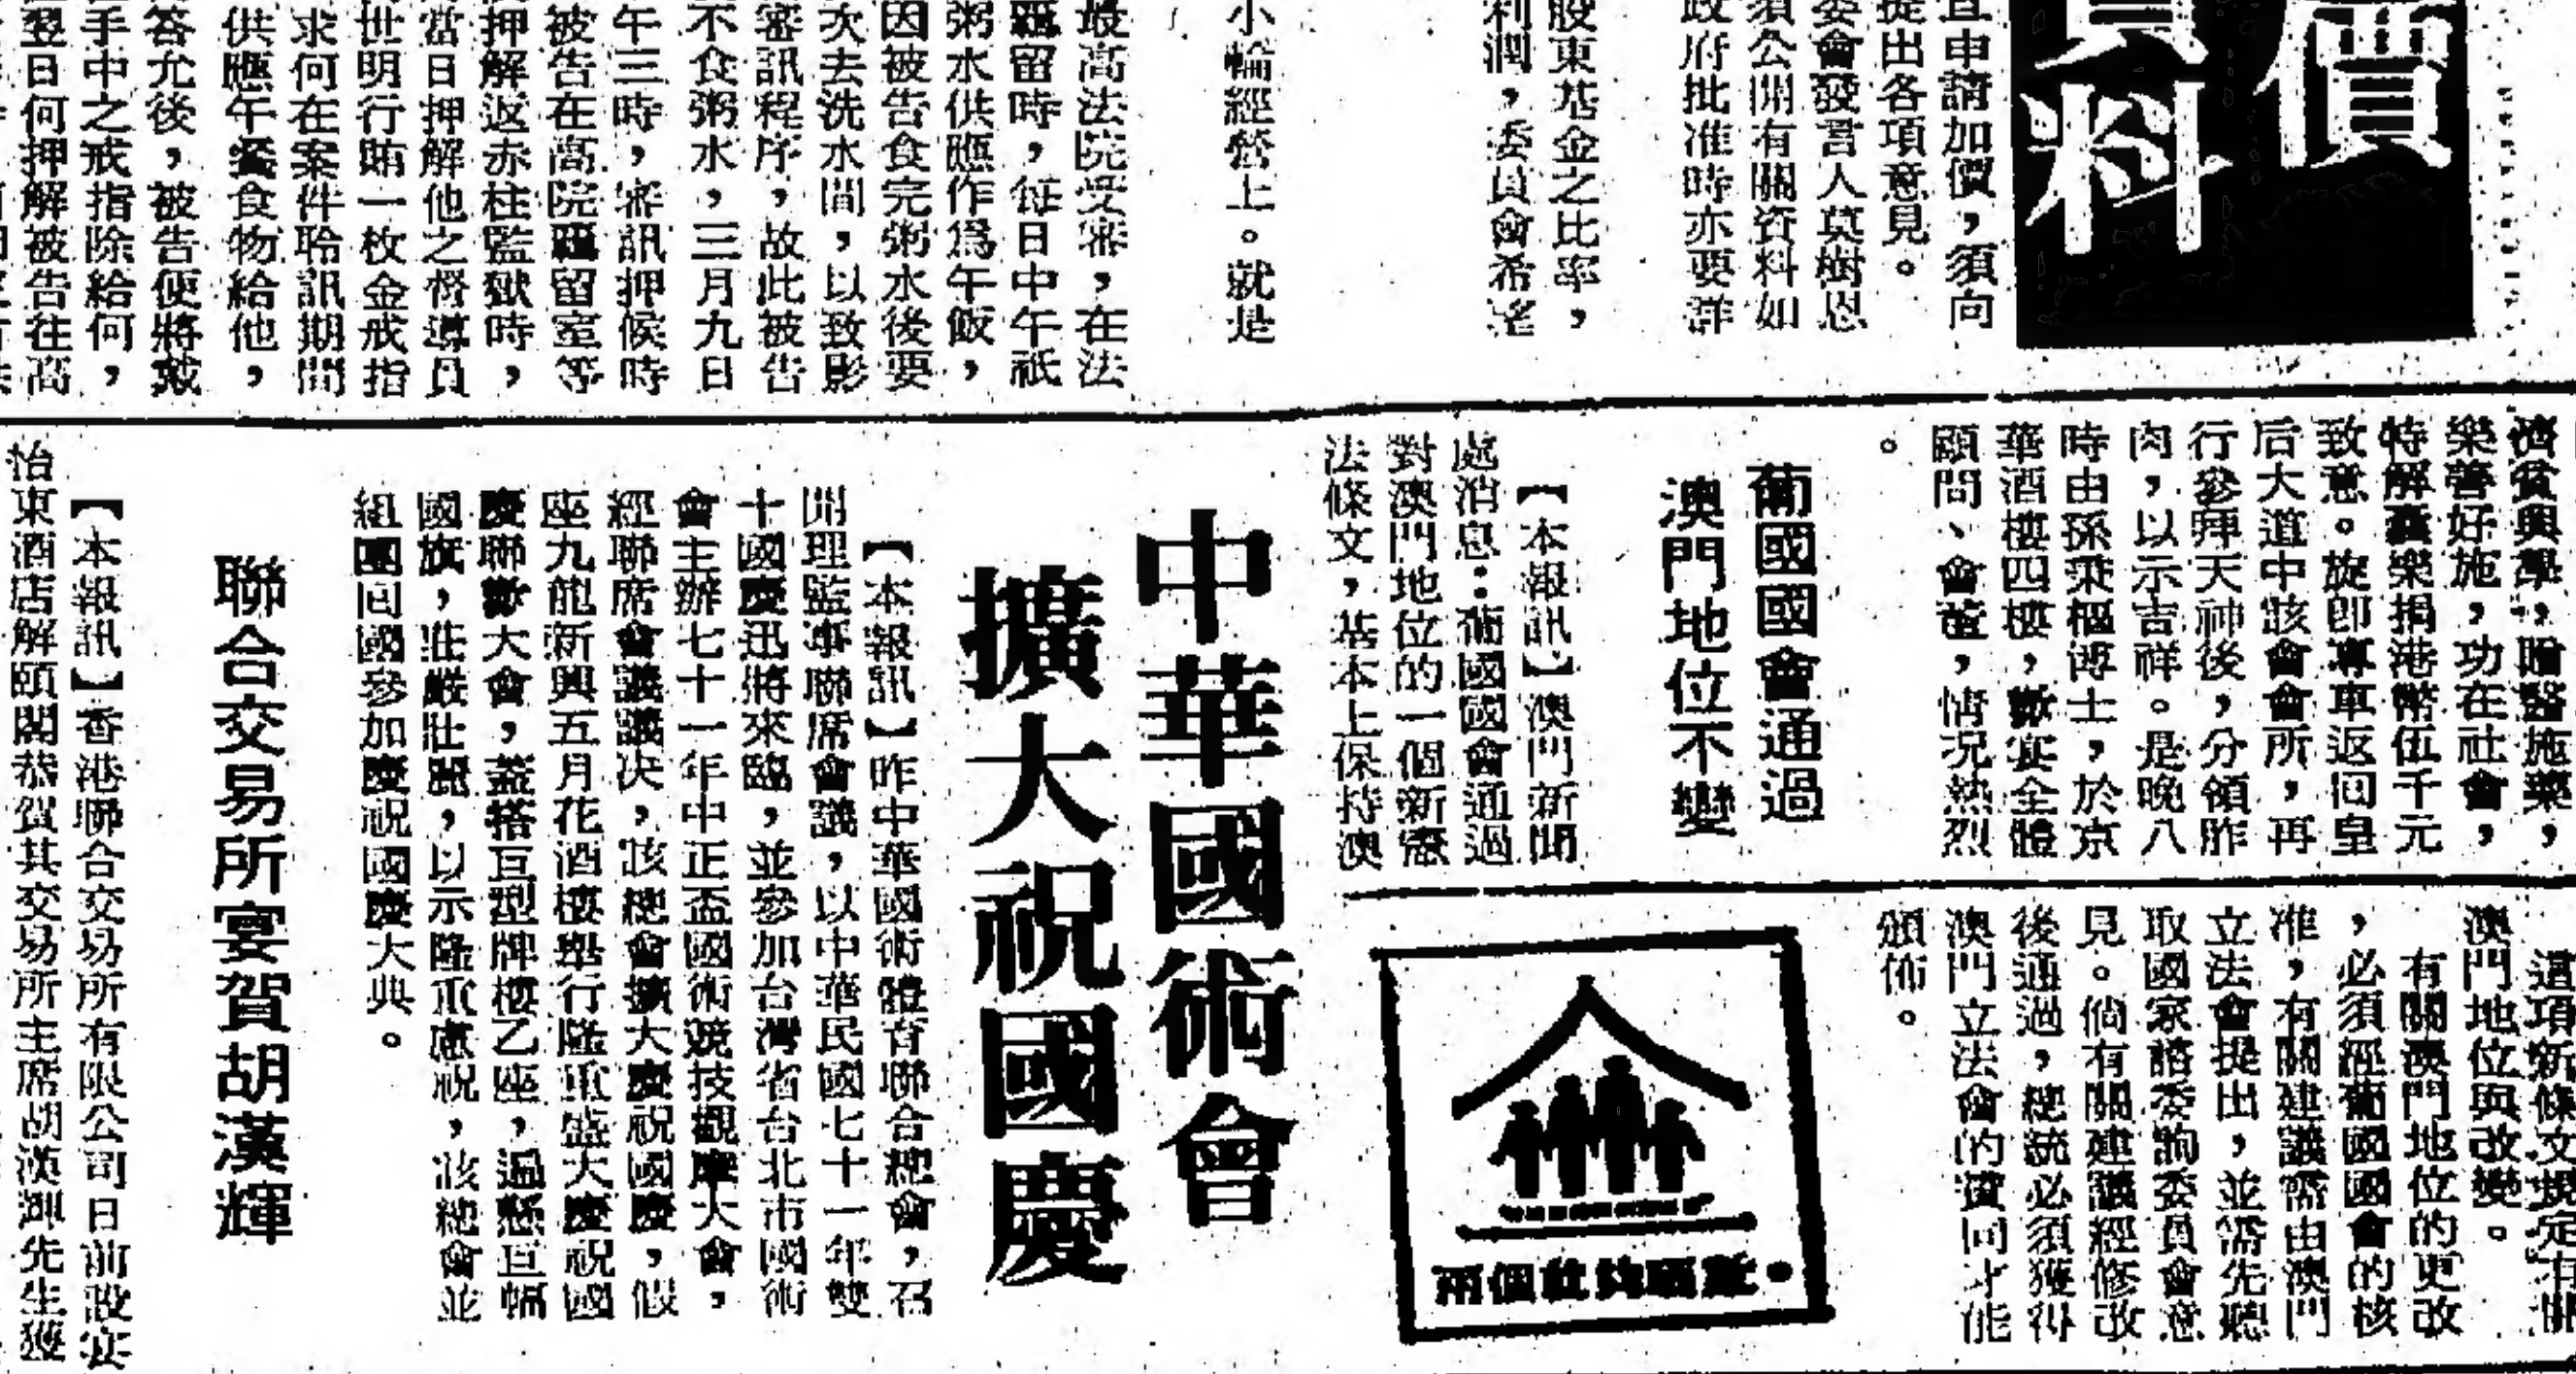 價
料
宜申請加價，須向
提出各項意見。
委會發言人莫樹恩
須公開有關資料如
政府批准時亦要詳
股東基金之比率，
利潤，委員會希望
小輪經營上。就是
最高法院受審，在法
羈留時，每日中午祇
粥水供應作爲午飯，
因被告食完粥水後要
次去洗水間，以致影
審訊程序，故此被告
不食粥水，三月九日
午三時，審訊押候時
被告在高院羈留室等
押解返赤柱監獄時，
當日押解他之督導員
世明行賄一枚金戒指
求何在案件聆訊期間
供應午餐食物給他，
答允後，被告便將戴
手中之戒指除給何，
翌日何押解被告往高
濟貧興學，贈醫施藥，
樂善好施，功在社會，
特解囊樂捐港幣伍千元
致意。旋卽專車返回皇
后大道中該會會所，再
行參拜天神後，分領胙
肉，以示吉祥。是晚八
時由孫秉樞博士，於京
華酒樓四樓，歡宴全體
顧問、會董，情况熱烈
。
葡國國會通過
澳門地位不變
【本報訊】澳門新聞
處消息：葡國國會通過
對澳門地位的一個新憲
法條文，基本上保持澳
這項新條文規定有關
澳門地位與改變。
有關澳門地位的更改
，必須經葡國國會的核
准，有關建議需由澳門
立法會提出，並需先聽
取國家諮委詢委員會意
見。倘有關建議經修改
後通過，總統必須獲得
澳門立法會的贊同才能
頒佈。
兩個就夠晒數。
中華國術會
擴大祝國慶
【本報訊】昨中華國術體育聯合總會，召
開理監事聯席會議，以中華民國七十一年雙
十國慶迅將來臨，並參加台灣省台北市國術
會主辦七十一年中正盃國術競技觀摩大會，
經聯席會議議决，該總會擴大慶祝國慶，假
座九龍新興五月花酒樓舉行隆重盛大慶祝國
慶聯歡大會，蓋搭巨型牌樓乙座，過懸巨幅
國旗，莊嚴壯麗，以示隆重慮祝，該總會並
組團回國參加慶祝國慶大典。
聯合交易所宴賀胡漢輝
【本報訊】香港聯合交易所有限公司日前設宴
怡東酒店解頤閣恭賀其交易所主席胡漢輝先生獲